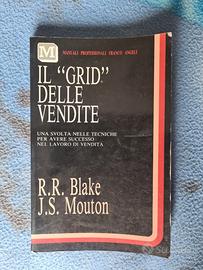 M
MANUALI PROFESSIONALI FRANCO ANGELI
IL "GRID"
DELLE
VENDITE
UNA SVOLTA NELLE TECNICHE
PER AVERE SUCCESSO
NEL LAVORO DI VENDITA
R.R. Blake
J.S. Mouton